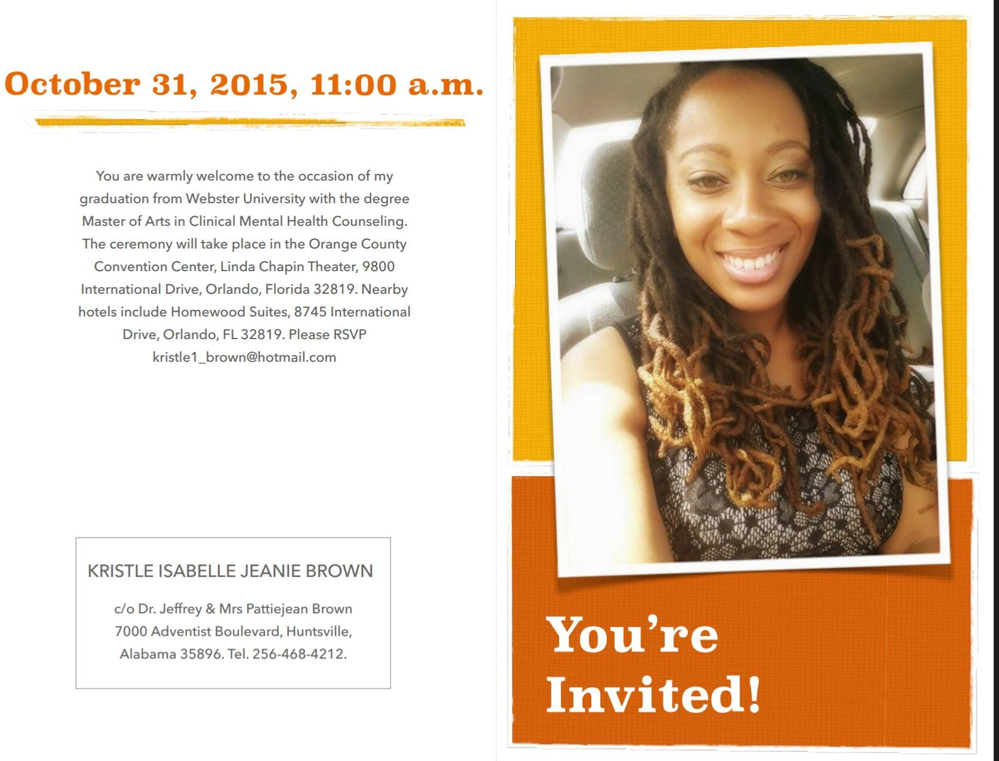 October 31, 2015, 11:00 a.m.
You are warmly welcome to the occasion of my
graduation from Webster University with the degree
Master of Arts in Clinical Mental Health Counseling.
The ceremony will take place in the Orange County
Convention Center, Linda Chapin Theater, 9800
International Drive, Orlando, Florida 32819. Nearby
hotels include Homewood Suites, 8745 International
Drive, Orlando, FL 32819. Please RSVP
kristle1_brown@hotmail.com
KRISTLE ISABELLE JEANIE BROWN
c/o Dr. Jeffrey & Mrs Pattiejean Brown
7000 Adventist Boulevard, Huntsville,
Alabama 35896. Tel. 256-468-4212.
You’re
Invited!